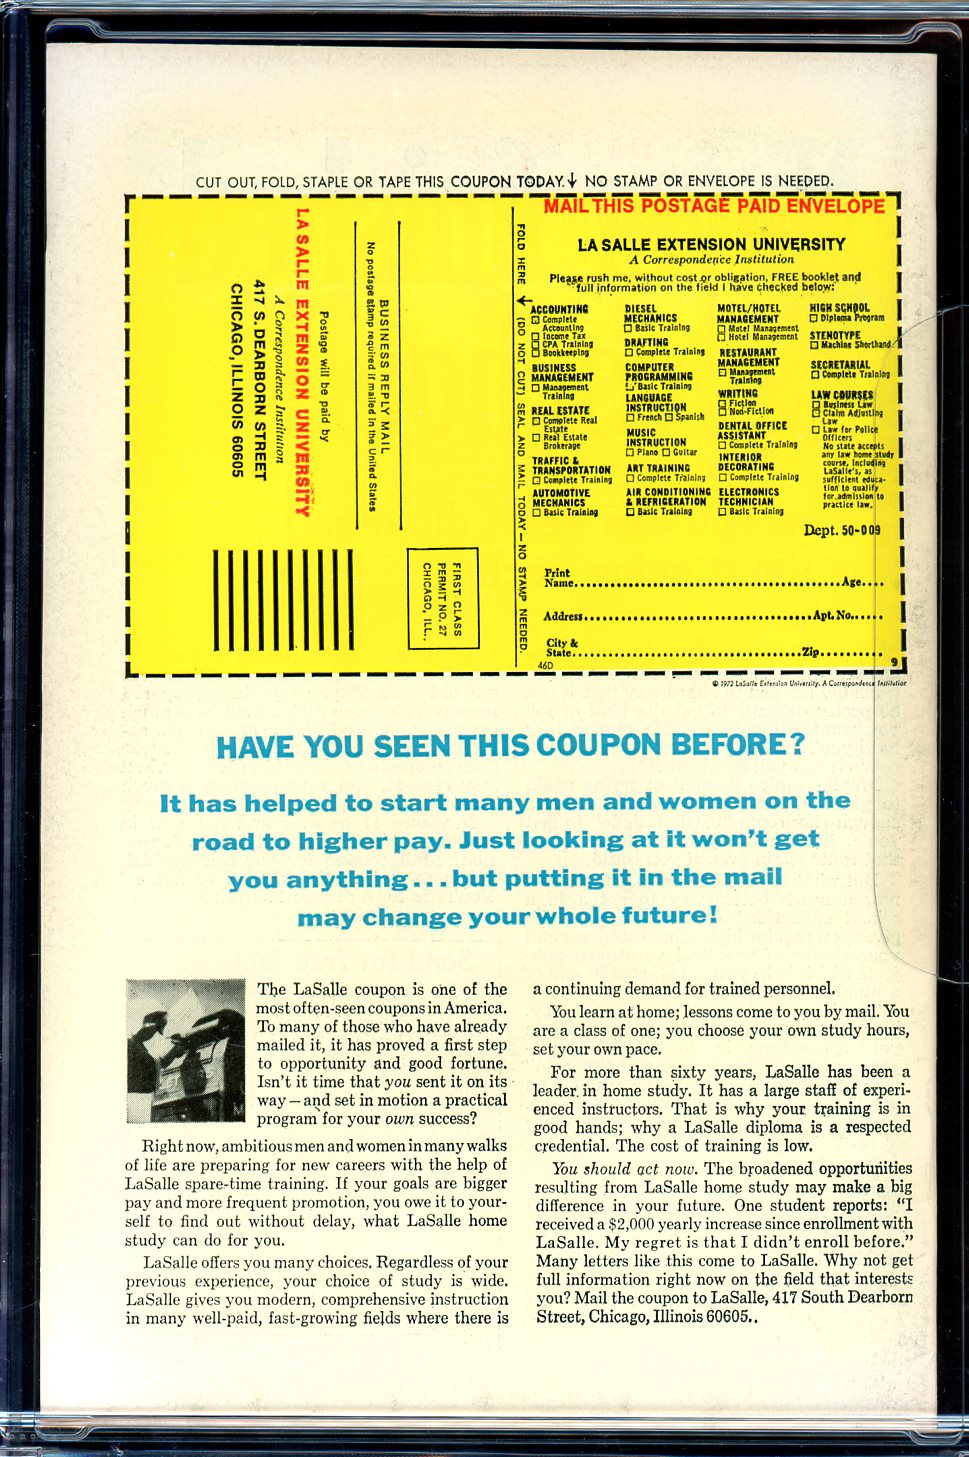 CUT OUT, FOLD, STAPLE OR TAPE THIS COUPON TODAY. ↓ NO STAMP OR ENVELOPE IS NEEDED.
LA SALLE EXTENSION UNIVERSITY
A Correspondence Institution
417 S. DEARBORN STREET
CHICAGO, ILLINOIS 60605
Postage will be paid by
BUSINESS REPLY MAIL
No postage stamp required if mailed in the United States
FIRST CLASS
PERMIT NO. 27
CHICAGO, ILL.
FOLD HERE ↓ (DO NOT CUT) SEAL AND MAIL TODAY—NO STAMP NEEDED.
MAIL THIS POSTAGE PAID ENVELOPE
LA SALLE EXTENSION UNIVERSITY
A Correspondence Institution
Please rush me, without cost or obligation, FREE booklet and
full information on the field I have checked below:
ACCOUNTING
☐ Complete
Accounting
☐ Income Tax
☐ CPA Training
☐ Bookkeeping
BUSINESS
MANAGEMENT
☐ Management
Training
REAL ESTATE
☐ Complete Real
Estate
☐ Real Estate
Brokerage
TRAFFIC &
TRANSPORTATION
☐ Complete Training
AUTOMOTIVE
MECHANICS
☐ Basic Training
DIESEL
MECHANICS
☐ Basic Training
DRAFTING
☐ Complete Training
COMPUTER
PROGRAMMING
☐ Basic Training
LANGUAGE
INSTRUCTION
☐ French ☐ Spanish
MUSIC
INSTRUCTION
☐ Piano ☐ Guitar
ART TRAINING
☐ Complete Training
AIR CONDITIONING
& REFRIGERATION
☐ Basic Training
MOTEL/HOTEL
MANAGEMENT
☐ Motel Management
☐ Hotel Management
RESTAURANT
MANAGEMENT
☐ Management
Training
WRITING
☐ Fiction
☐ Non-Fiction
DENTAL OFFICE
ASSISTANT
☐ Complete Training
INTERIOR
DECORATING
☐ Complete Training
ELECTRONICS
TECHNICIAN
☐ Basic Training
HIGH SCHOOL
☐ Diploma Program
STENOTYPE
☐ Machine Shorthand
SECRETARIAL
☐ Complete Training
LAW COURSES
☐ Business Law
☐ Claim Adjusting
Law
☐ Law for Police
Officers
No state accepts
any law home study
course, including
LaSalle's, as
sufficient educa-
tion to qualify
for admission to
practice law.
Dept. 50-009
Print
Name........................................Age....
Address........................................Apt. No......
City &
State........................................Zip..........
46D
9
© 1972 LaSalle Extension University. A Correspondence Institution
HAVE YOU SEEN THIS COUPON BEFORE?
It has helped to start many men and women on the
road to higher pay. Just looking at it won't get
you anything...but putting it in the mail
may change your whole future!
The LaSalle coupon is one of the
most often-seen coupons in America.
To many of those who have already
mailed it, it has proved a first step
to opportunity and good fortune.
Isn't it time that you sent it on its
way—and set in motion a practical
program for your own success?
Right now, ambitious men and women in many walks
of life are preparing for new careers with the help of
LaSalle spare-time training. If your goals are bigger
pay and more frequent promotion, you owe it to your-
self to find out without delay, what LaSalle home
study can do for you.
LaSalle offers you many choices. Regardless of your
previous experience, your choice of study is wide.
LaSalle gives you modern, comprehensive instruction
in many well-paid, fast-growing fields where there is
a continuing demand for trained personnel.
You learn at home; lessons come to you by mail. You
are a class of one; you choose your own study hours,
set your own pace.
For more than sixty years, LaSalle has been a
leader in home study. It has a large staff of experi-
enced instructors. That is why your training is in
good hands; why a LaSalle diploma is a respected
credential. The cost of training is low.
You should act now. The broadened opportunities
resulting from LaSalle home study may make a big
difference in your future. One student reports: "I
received a $2,000 yearly increase since enrollment with
LaSalle. My regret is that I didn't enroll before."
Many letters like this come to LaSalle. Why not get
full information right now on the field that interests
you? Mail the coupon to LaSalle, 417 South Dearborn
Street, Chicago, Illinois 60605..